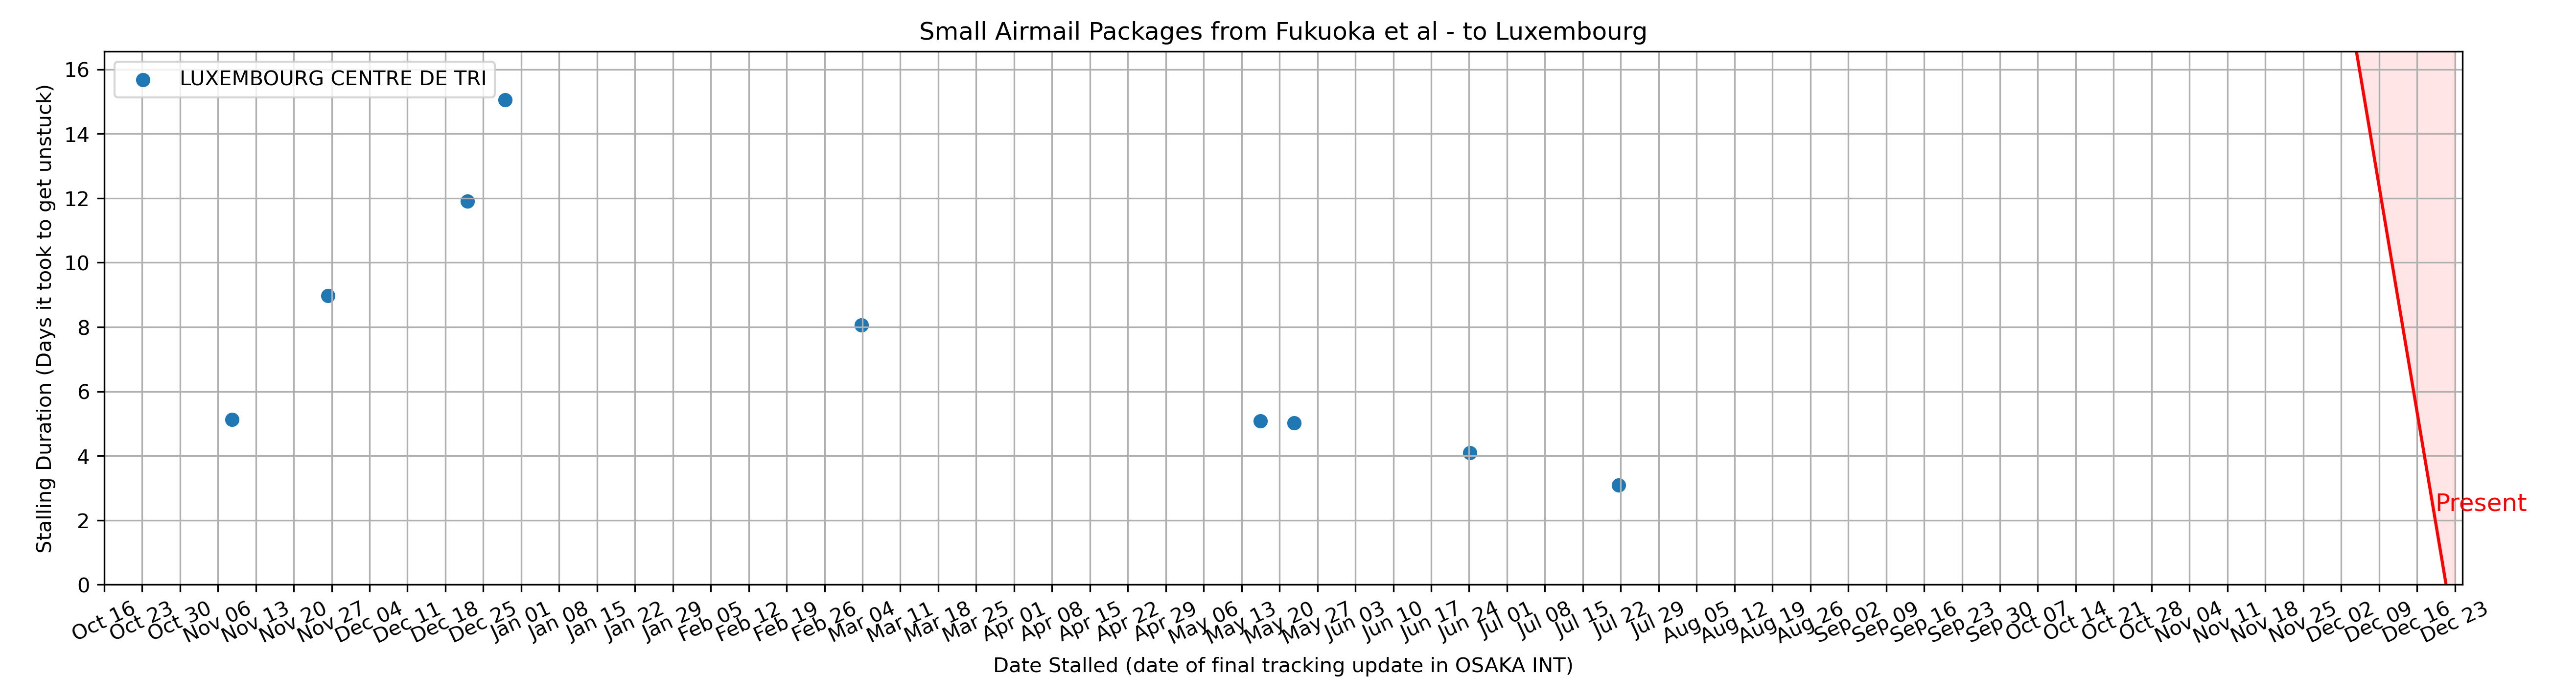 Small Airmail Packages from Fukuoka et al - to Luxembourg
LUXEMBOURG CENTRE DE TRI
Stalling Duration (Days it took to get unstuck)
16
14
12
10
8
6
4
2
0
Present
Oct 16
Oct 23
Oct 30
Nov 06
Nov 13
Nov 20
Nov 27
Dec 04
Dec 11
Dec 18
Dec 25
Jan 01
Jan 08
Jan 15
Jan 22
Jan 29
Feb 05
Feb 12
Feb 19
Feb 26
Mar 04
Mar 11
Mar 18
Mar 25
Apr 01
Apr 08
Apr 15
Apr 22
Apr 29
May 06
May 13
May 20
May 27
Jun 03
Jun 10
Jun 17
Jun 24
Jul 01
Jul 08
Jul 15
Jul 22
Jul 29
Aug 05
Aug 12
Aug 19
Aug 26
Sep 02
Sep 09
Sep 16
Sep 23
Sep 30
Oct 07
Oct 14
Oct 21
Oct 28
Nov 04
Nov 11
Nov 18
Nov 25
Dec 02
Dec 09
Dec 16
Dec 23
Date Stalled (date of final tracking update in OSAKA INT)